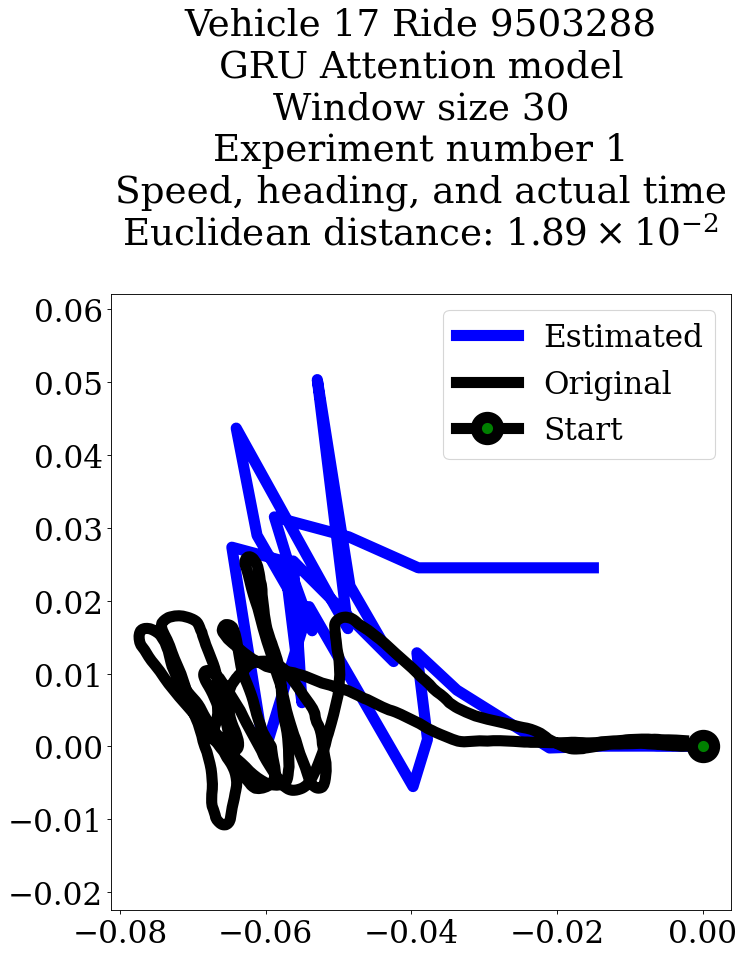 Vehicle 17 Ride 9503288
GRU Attention model
Window size 30
Experiment number 1
Speed, heading, and actual time
Euclidean distance: 1.89 × 10⁻²
Estimated
Original
Start
0.06
0.05
0.04
0.03
0.02
0.01
0.00
−0.01
−0.02
−0.08 −0.06 −0.04 −0.02 0.00